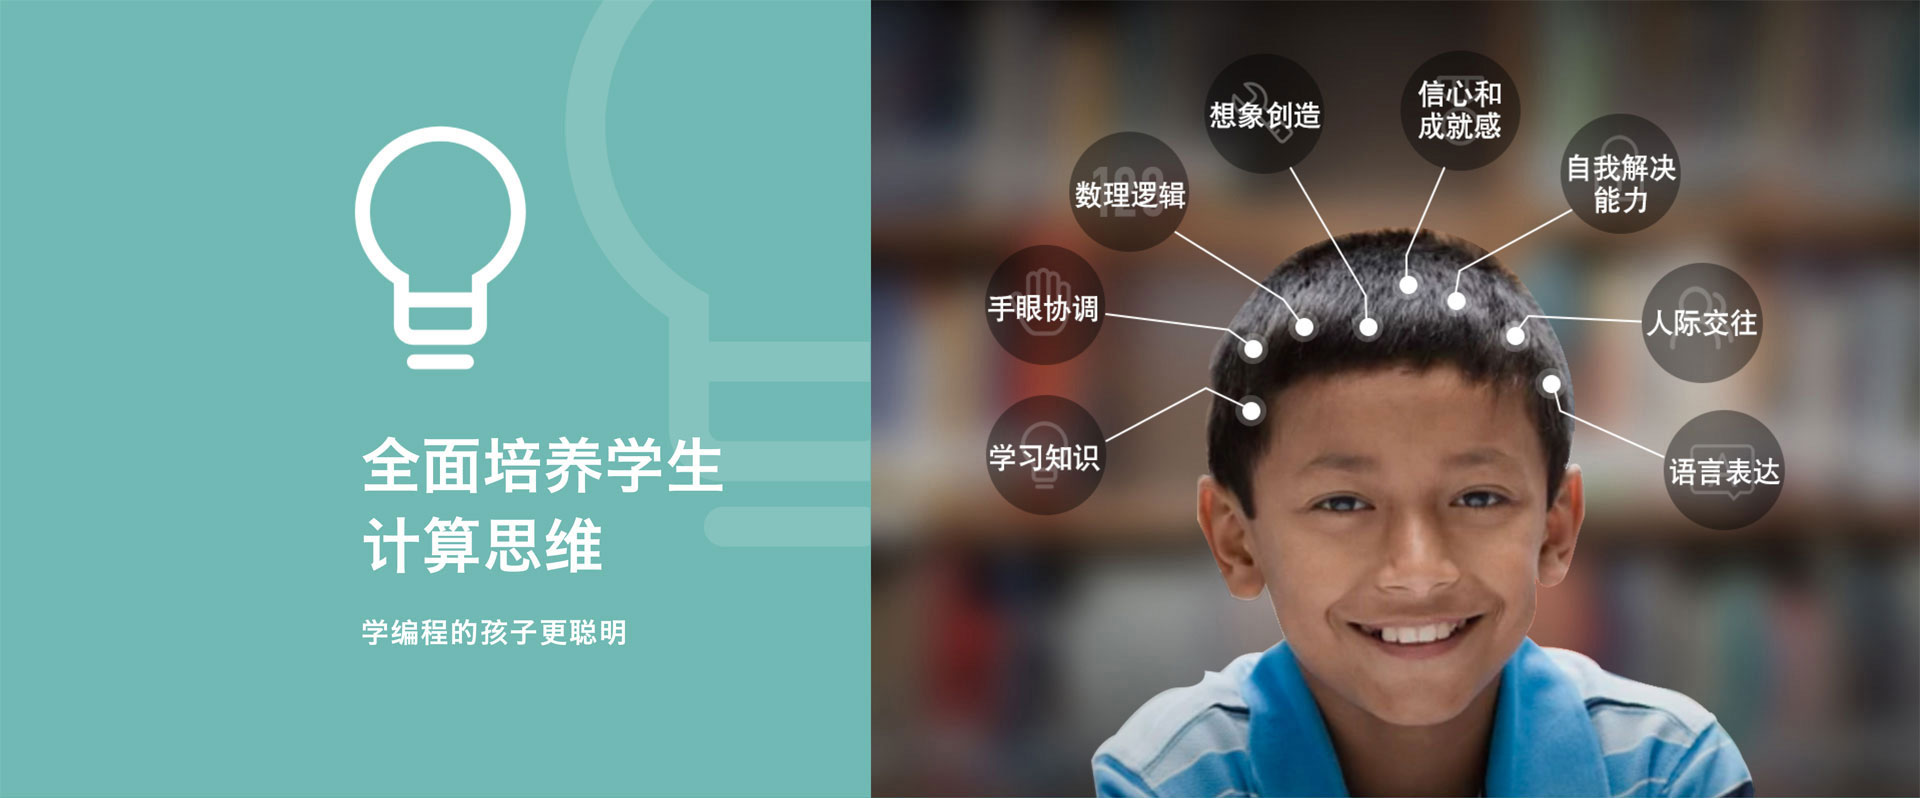 全面培养学生
计算思维
学编程的孩子更聪明
想象创造
信心和
成就感
自我解决
能力
数理逻辑
123
手眼协调
人际交往
学习知识
语言表达